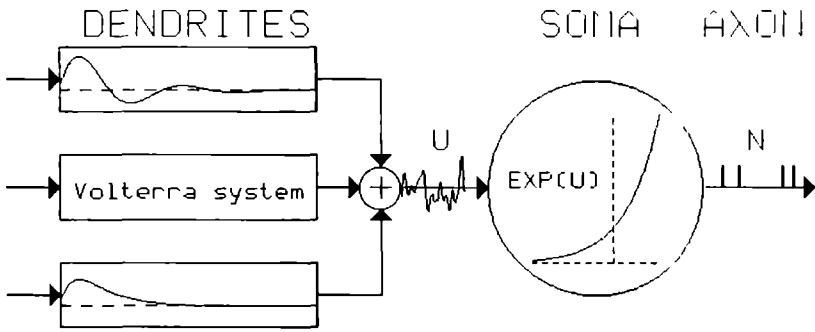 DENDRITES SOMA AXON
U N
EXP(U)
Volterra system
+